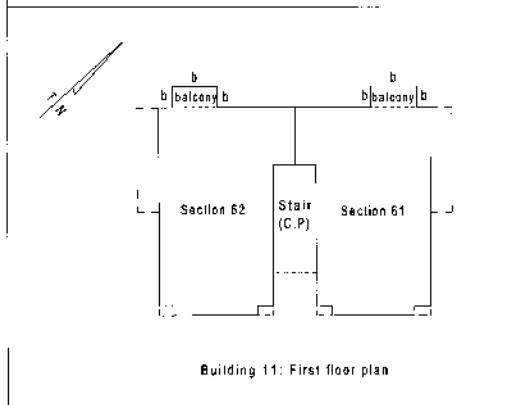 b b
b balcony b b balcony b
N
Section 62 Stair Section 61
(C.P)
Building 11: First floor plan